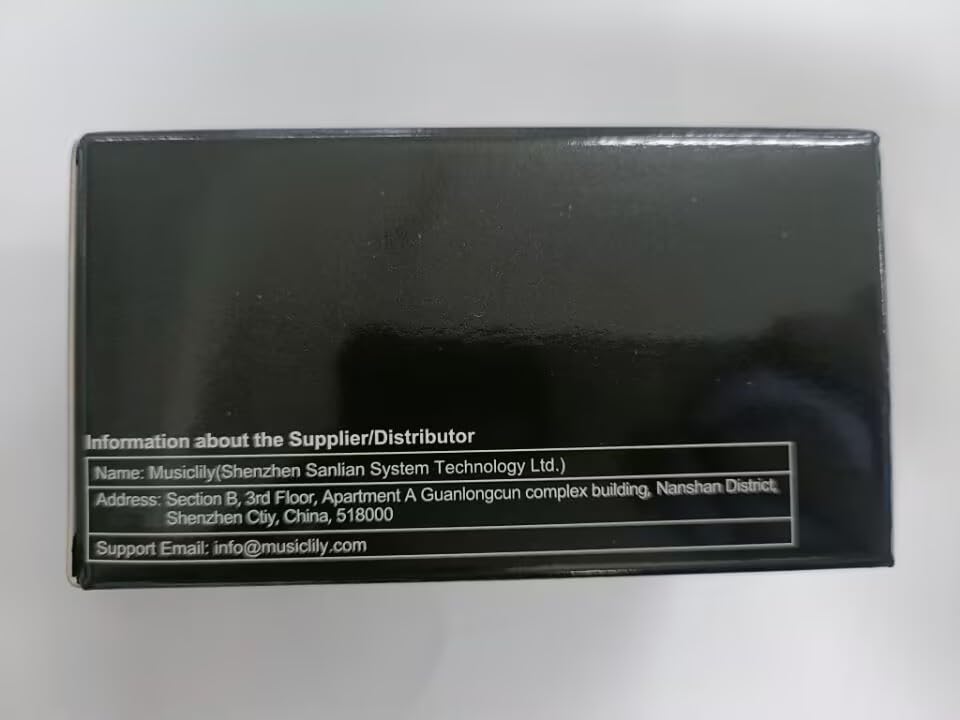 Information about the Supplier/Distributor
Name: Musiclily(Shenzhen Sanlian System Technology Ltd.)
Address: Section B, 3rd Floor, Apartment A Guanlongcun complex building, Nanshan District,
Shenzhen Ctiy, China, 518000
Support Email: info@musiclily.com